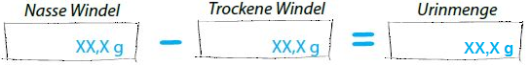 Nasse Windel Trockene Windel Urinmenge
XX,X g – XX,X g = XX,X g